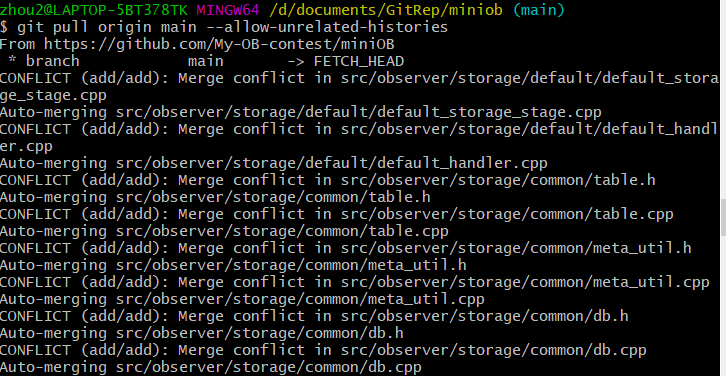 zhou2@LAPTOP-5BT378TK MINGW64 /d/documents/GitRep/miniob (main)
$ git pull origin main --allow-unrelated-histories
From https://github.com/My-OB-contest/miniOB
 * branch            main       -> FETCH_HEAD
CONFLICT (add/add): Merge conflict in src/observer/storage/default/default_stora
ge_stage.cpp
Auto-merging src/observer/storage/default/default_storage_stage.cpp
CONFLICT (add/add): Merge conflict in src/observer/storage/default/default_handl
er.cpp
Auto-merging src/observer/storage/default/default_handler.cpp
CONFLICT (add/add): Merge conflict in src/observer/storage/common/table.h
Auto-merging src/observer/storage/common/table.h
CONFLICT (add/add): Merge conflict in src/observer/storage/common/table.cpp
Auto-merging src/observer/storage/common/table.cpp
CONFLICT (add/add): Merge conflict in src/observer/storage/common/meta_util.h
Auto-merging src/observer/storage/common/meta_util.h
CONFLICT (add/add): Merge conflict in src/observer/storage/common/meta_util.cpp
Auto-merging src/observer/storage/common/meta_util.cpp
CONFLICT (add/add): Merge conflict in src/observer/storage/common/db.h
Auto-merging src/observer/storage/common/db.h
CONFLICT (add/add): Merge conflict in src/observer/storage/common/db.cpp
Auto-merging src/observer/storage/common/db.cpp